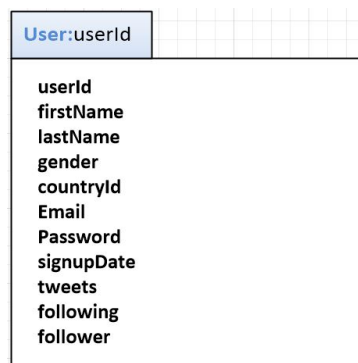 User:userId
userId
firstName
lastName
gender
countryId
Email
Password
signupDate
tweets
following
follower